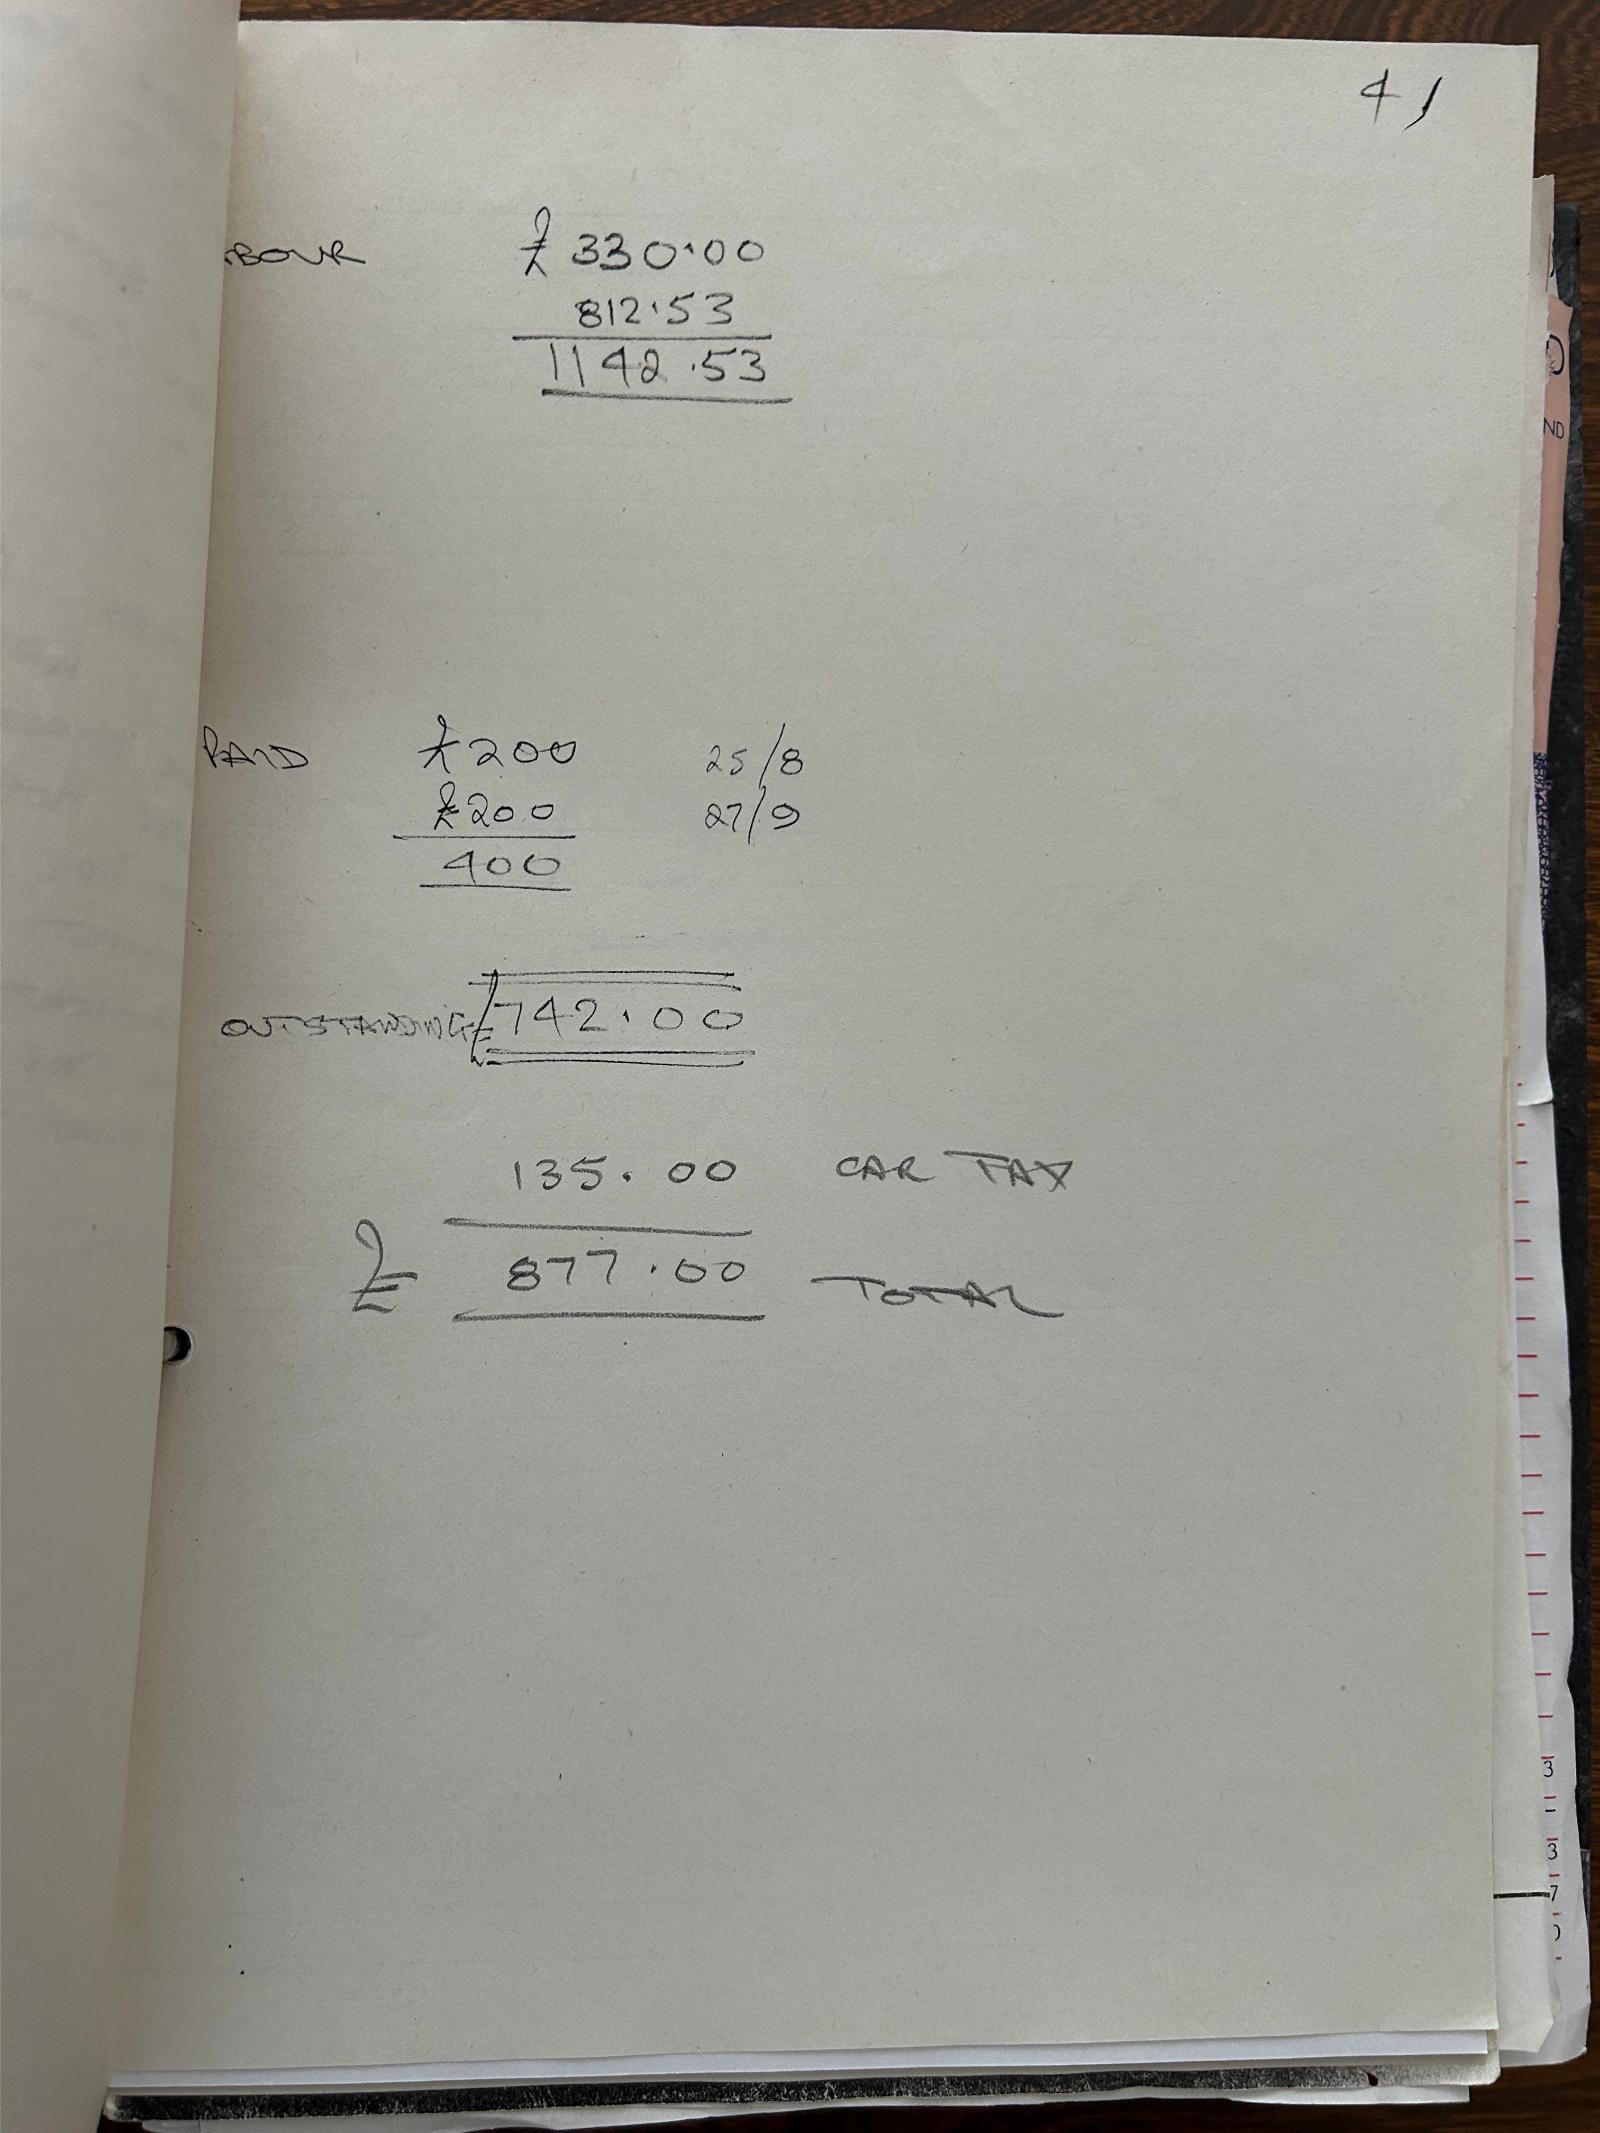 41
BOUR £330.00
812.53
1142.53
PAID £200 25/8
£200 27/9
400
OUTSTANDING £742.00
135.00 CAR TAX
£ 877.00 TOTAL
ND
3
3
7